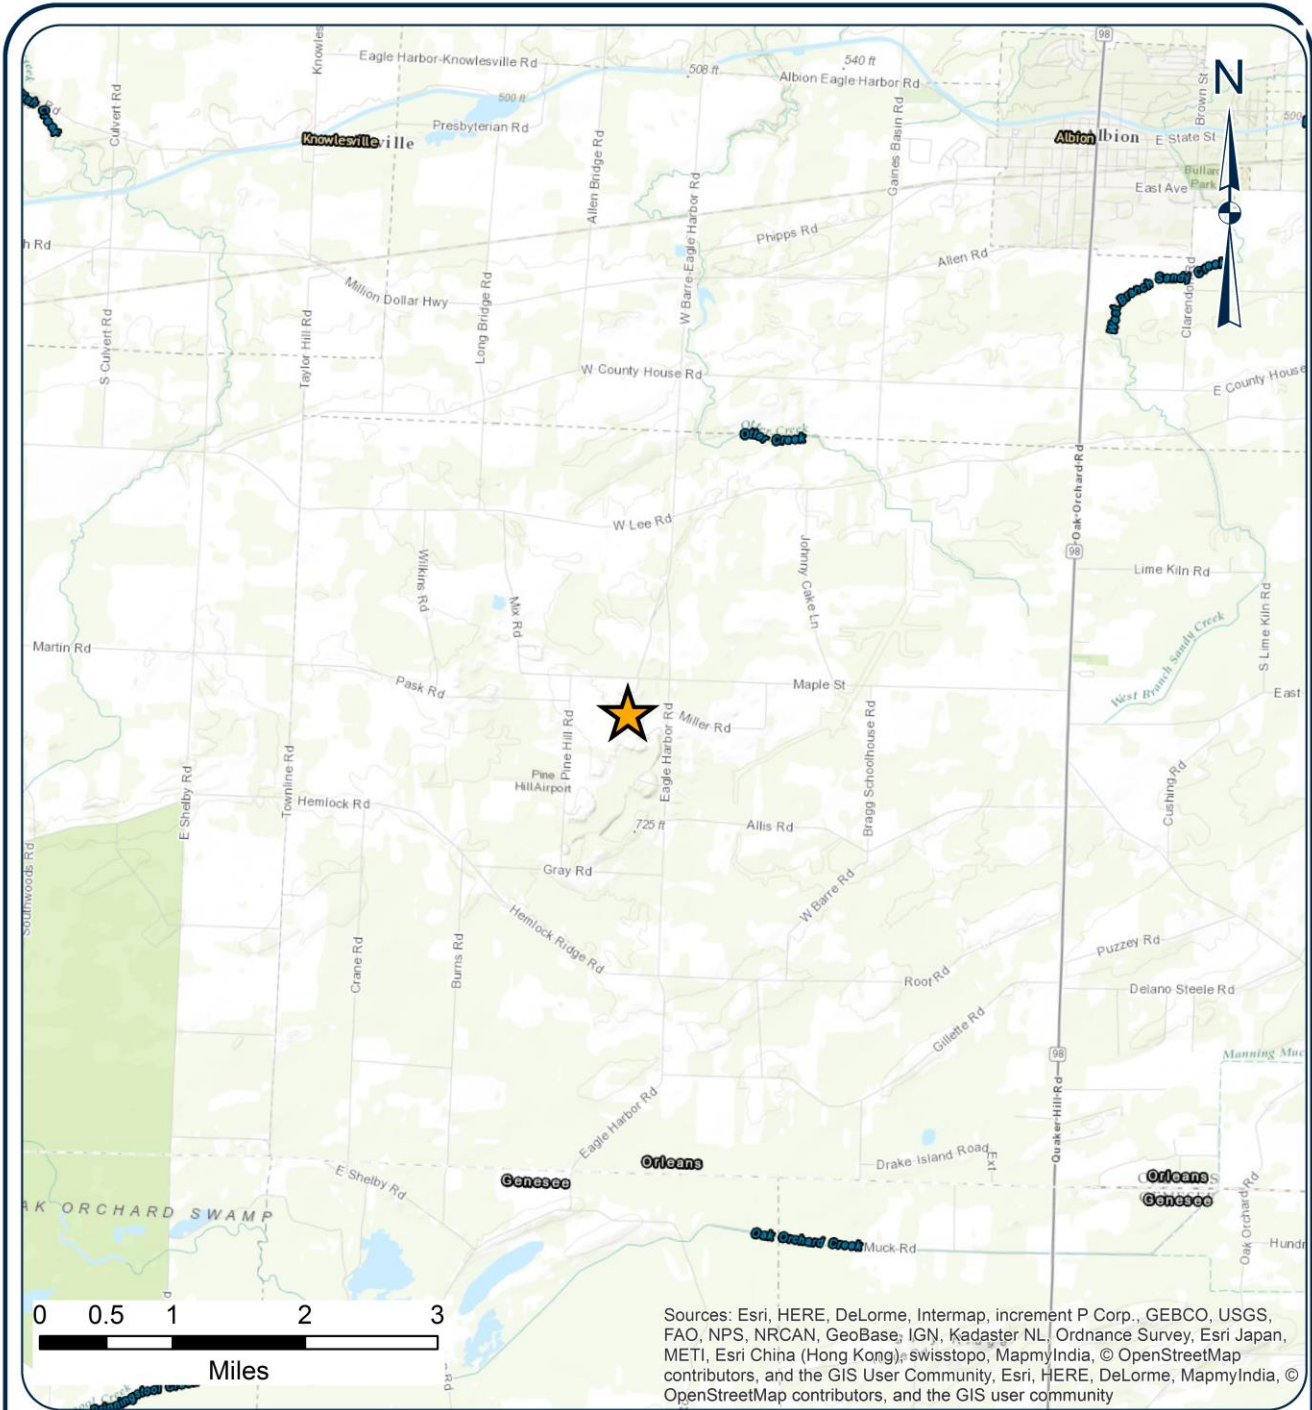 Knowles
98
Eagle Harbor-Knowlesville Rd
540 ft
508 ft
Albion Eagle Harbor Rd
N
500 ft
Culvert Rd
Presbyterian Rd
Brown St
Knowlesville
ville
Albion
lbion
E State St
Allen Bridge Rd
Gaines Basin Rd
Bullard
Park
East Ave
W Barre-Eagle Harbor Rd
Phipps Rd
h Rd
Allen Rd
Million Dollar Hwy
West Branch Sandy Creek
Long Bridge Rd
S Culvert Rd
Taylor Hill Rd
W County House Rd
E County House
Otter Creek
Otter Creek
Oak-Orchard-Rd
W Lee Rd
98
Johnny Cake Ln
Wilkins Rd
Mix Rd
Lime Kiln Rd
S Lime Kiln Rd
Martin Rd
West Branch Sandy Creek
Pask Rd
Maple St
East
Pine Hill Rd
Eagle Harbor Rd
Miller Rd
Bragg Schoolhouse Rd
E Shelby Rd
Townline Rd
Pine
Hill Airport
Cushing Rd
Hemlock Rd
725 ft
Allis Rd
Southwoods Rd
Gray Rd
W Barre Rd
Hemlock Ridge Rd
Crane Rd
Burns Rd
Puzzey Rd
Root Rd
Delano Steele Rd
Gillette Rd
98
Manning Muc
Quaker-Hill-Rd
Eagle Harbor Rd
Orleans
Drake Island Road
Ext
E Shelby Rd
Genesee
Orleans
Genesee
AK ORCHARD SWAMP
Oak Orchard Rd
Oak Orchard Creek
Muck Rd
Hundr
0 0.5 1 2 3
Miles
Sources: Esri, HERE, DeLorme, Intermap, increment P Corp., GEBCO, USGS,
FAO, NPS, NRCAN, GeoBase, IGN, Kadaster NL, Ordnance Survey, Esri Japan,
METI, Esri China (Hong Kong), swisstopo, MapmyIndia, © OpenStreetMap
contributors, and the GIS User Community, Esri, HERE, DeLorme, MapmyIndia, ©
OpenStreetMap contributors, and the GIS user community
Rd